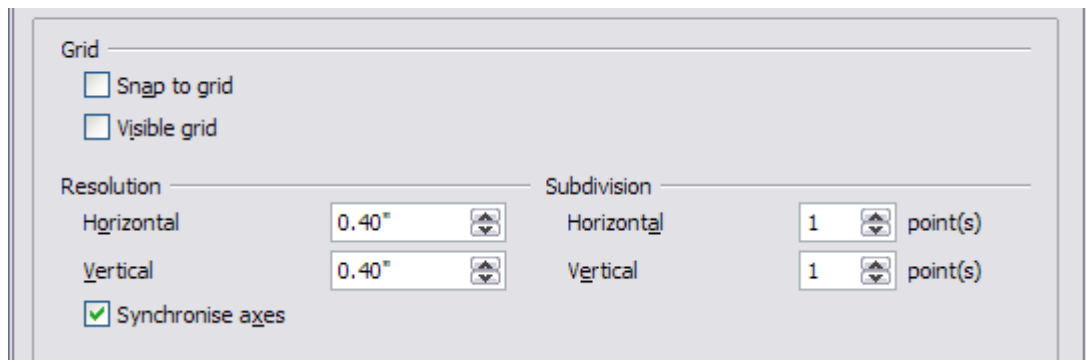 Grid
Snap to grid
Visible grid
Resolution
Horizontal 0.40"
Vertical 0.40"
Synchronise axes
Subdivision
Horizontal 1 point(s)
Vertical 1 point(s)